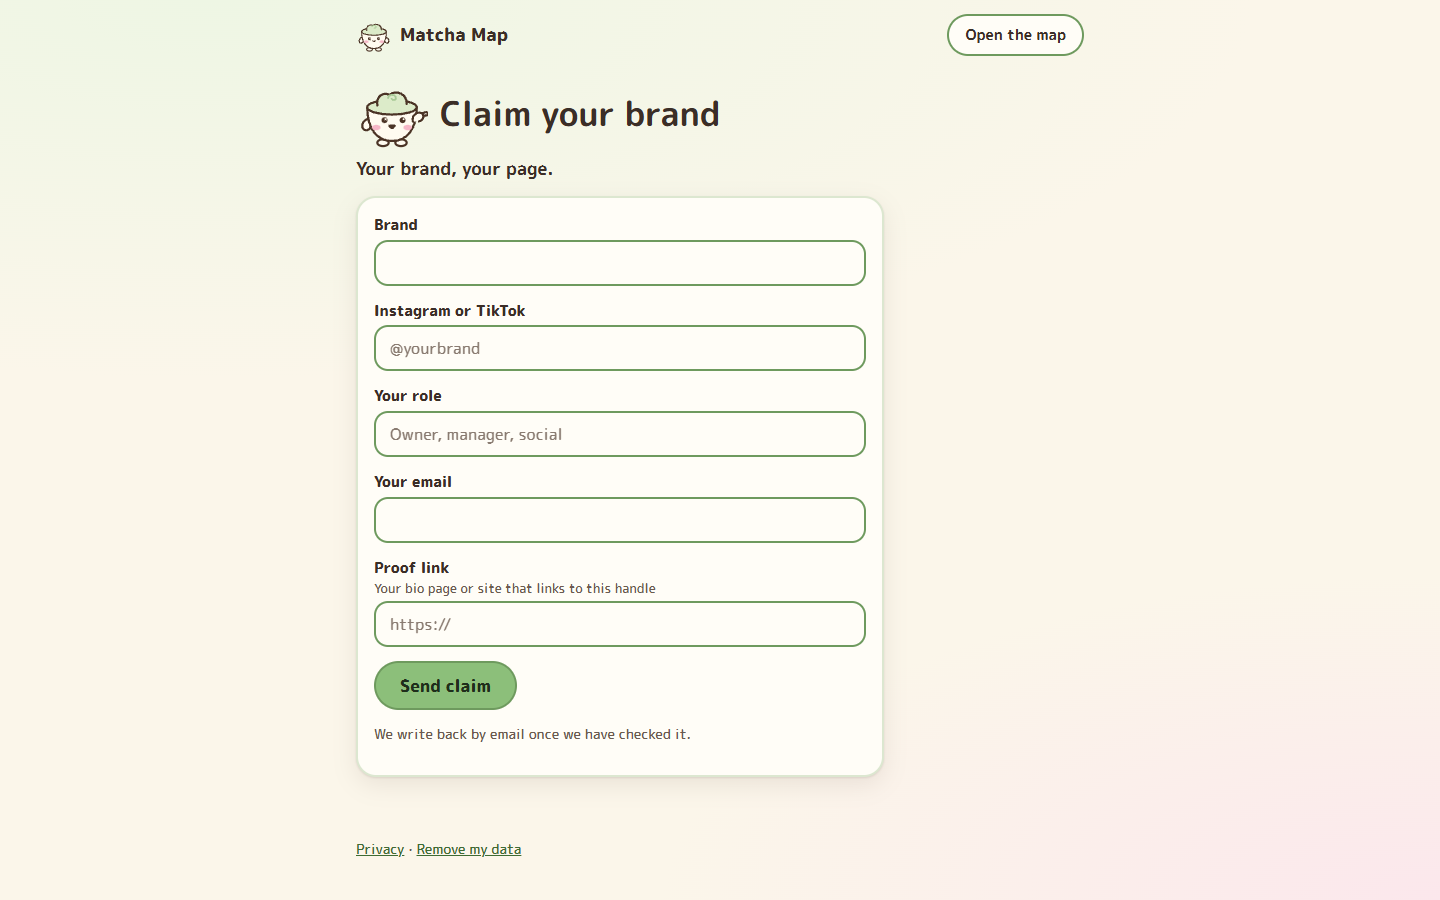 Matcha Map
Open the map
Claim your brand
Your brand, your page.
Brand
Instagram or TikTok
@yourbrand
Your role
Owner, manager, social
Your email
Proof link
Your bio page or site that links to this handle
https://
Send claim
We write back by email once we have checked it.
Privacy · Remove my data